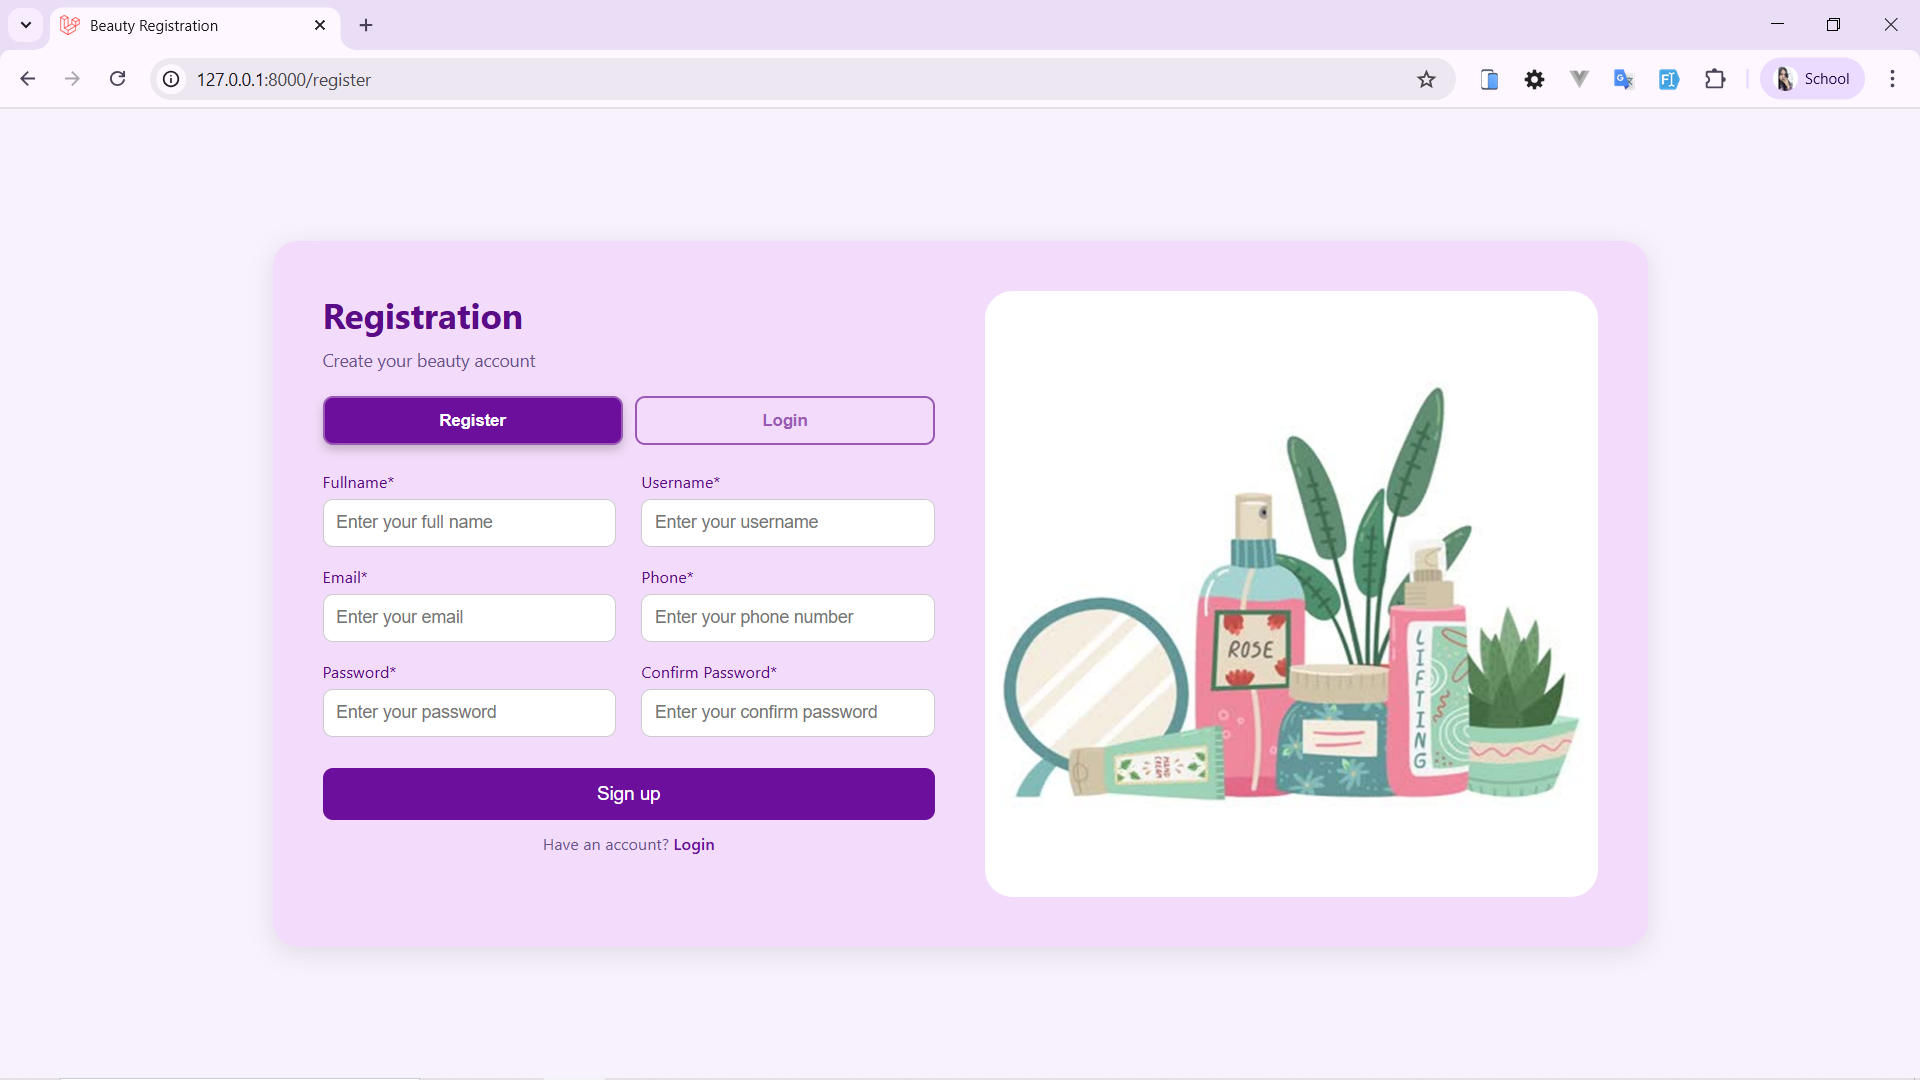 Beauty Registration
127.0.0.1:8000/register
School
Registration
Create your beauty account
Register
Login
Fullname*
Username*
Enter your full name
Enter your username
Email*
Phone*
Enter your email
Enter your phone number
Password*
Confirm Password*
Enter your password
Enter your confirm password
Sign up
Have an account? Login
ROSE
LIFTING
HAND
CREAM